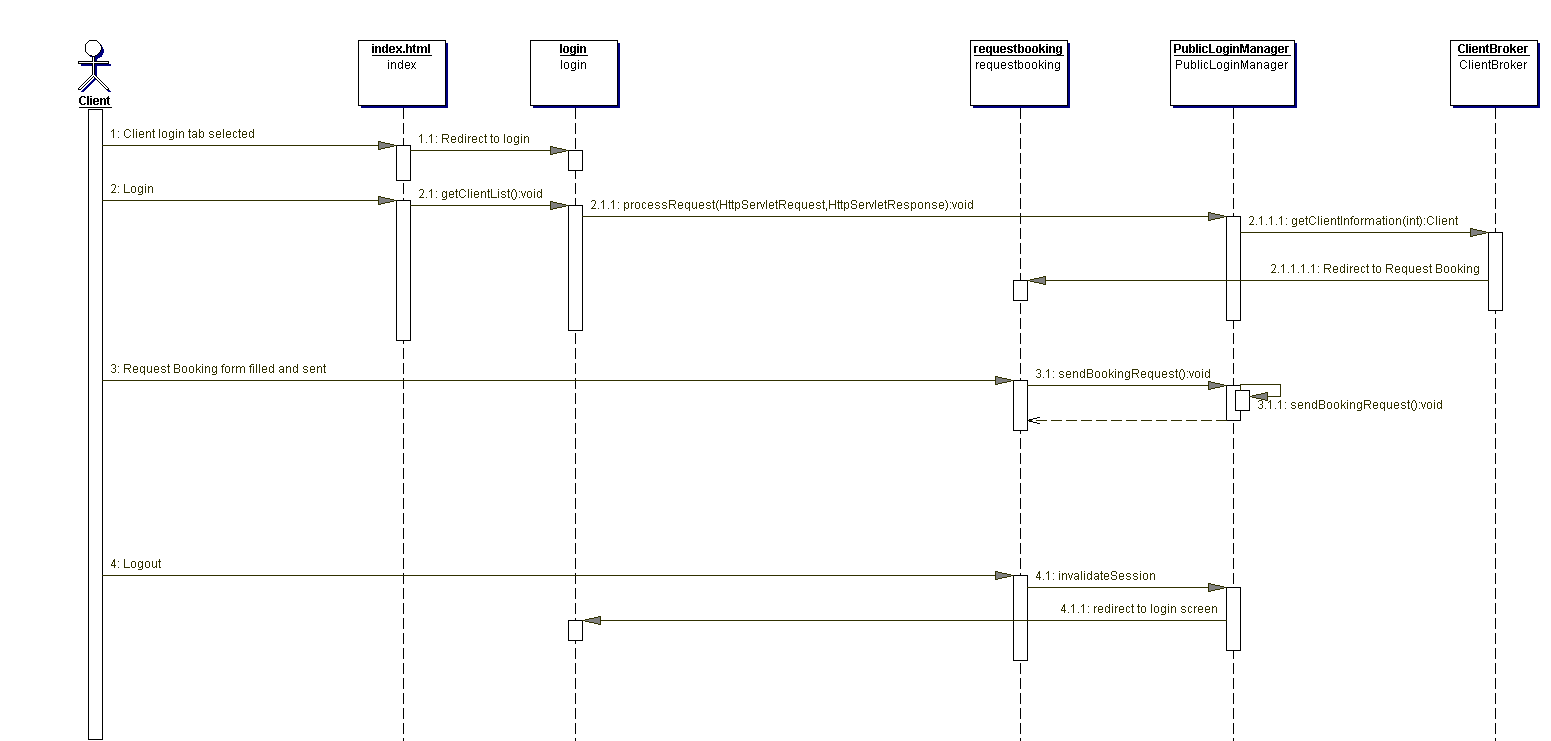 index.html
index
login
login
requestbooking
requestbooking
PublicLoginManager
PublicLoginManager
ClientBroker
ClientBroker
Client
1: Client login tab selected
1.1: Redirect to login
2: Login
2.1: getClientList():void
2.1.1: processRequest(HttpServletRequest,HttpServletResponse):void
2.1.1.1: getClientInformation(int):Client
2.1.1.1.1: Redirect to Request Booking
3: Request Booking form filled and sent
3.1: sendBookingRequest():void
3.1.1: sendBookingRequest():void
4: Logout
4.1: invalidateSession
4.1.1: redirect to login screen